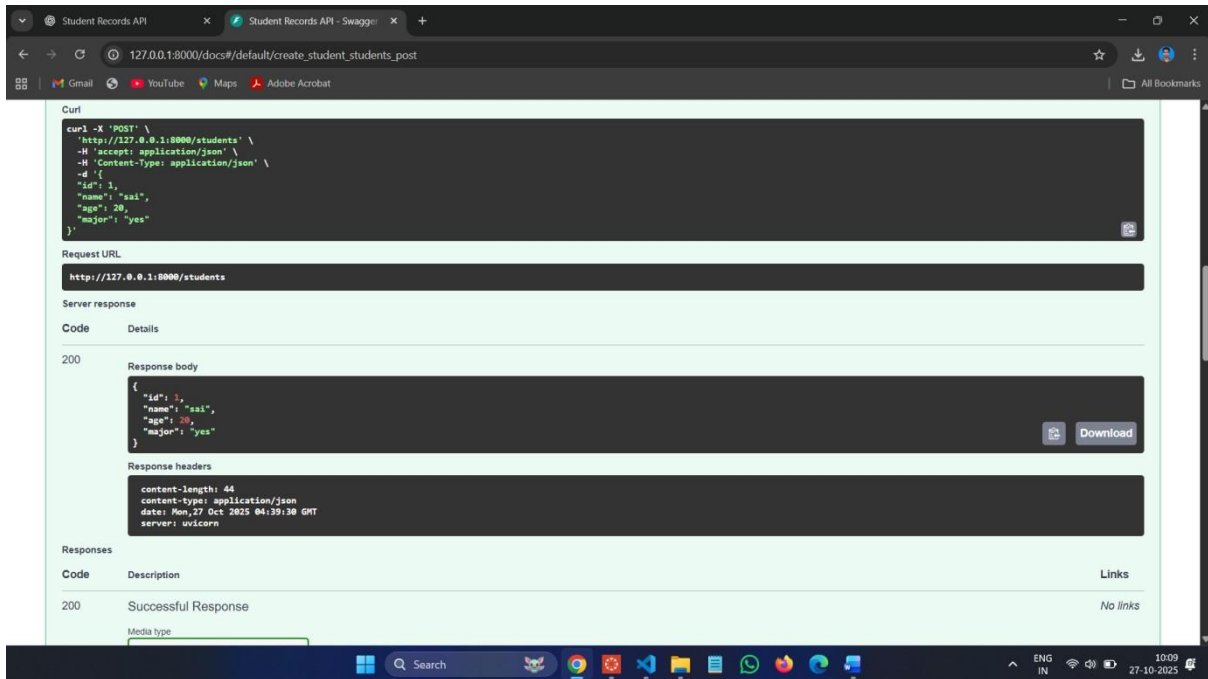 Student Records API
Student Records API - Swagger
127.0.0.1:8000/docs#/default/create_student_students_post
Gmail YouTube Maps Adobe Acrobat All Bookmarks
Curl
curl -X 'POST' \
'http://127.0.0.1:8000/students' \
-H 'accept: application/json' \
-H 'Content-Type: application/json' \
-d '{
"id": 1,
"name": "sai",
"age": 20,
"major": "yes"
}'
Request URL
http://127.0.0.1:8000/students
Server response
Code Details
200
Response body
{
"id": 1,
"name": "sai",
"age": 20,
"major": "yes"
}
Download
Response headers
content-length: 44
content-type: application/json
date: Mon,27 Oct 2025 04:39:30 GMT
server: uvicorn
Responses
Code Description Links
200 Successful Response No links
Media type
Search
ENG
IN
10:09
27-10-2025